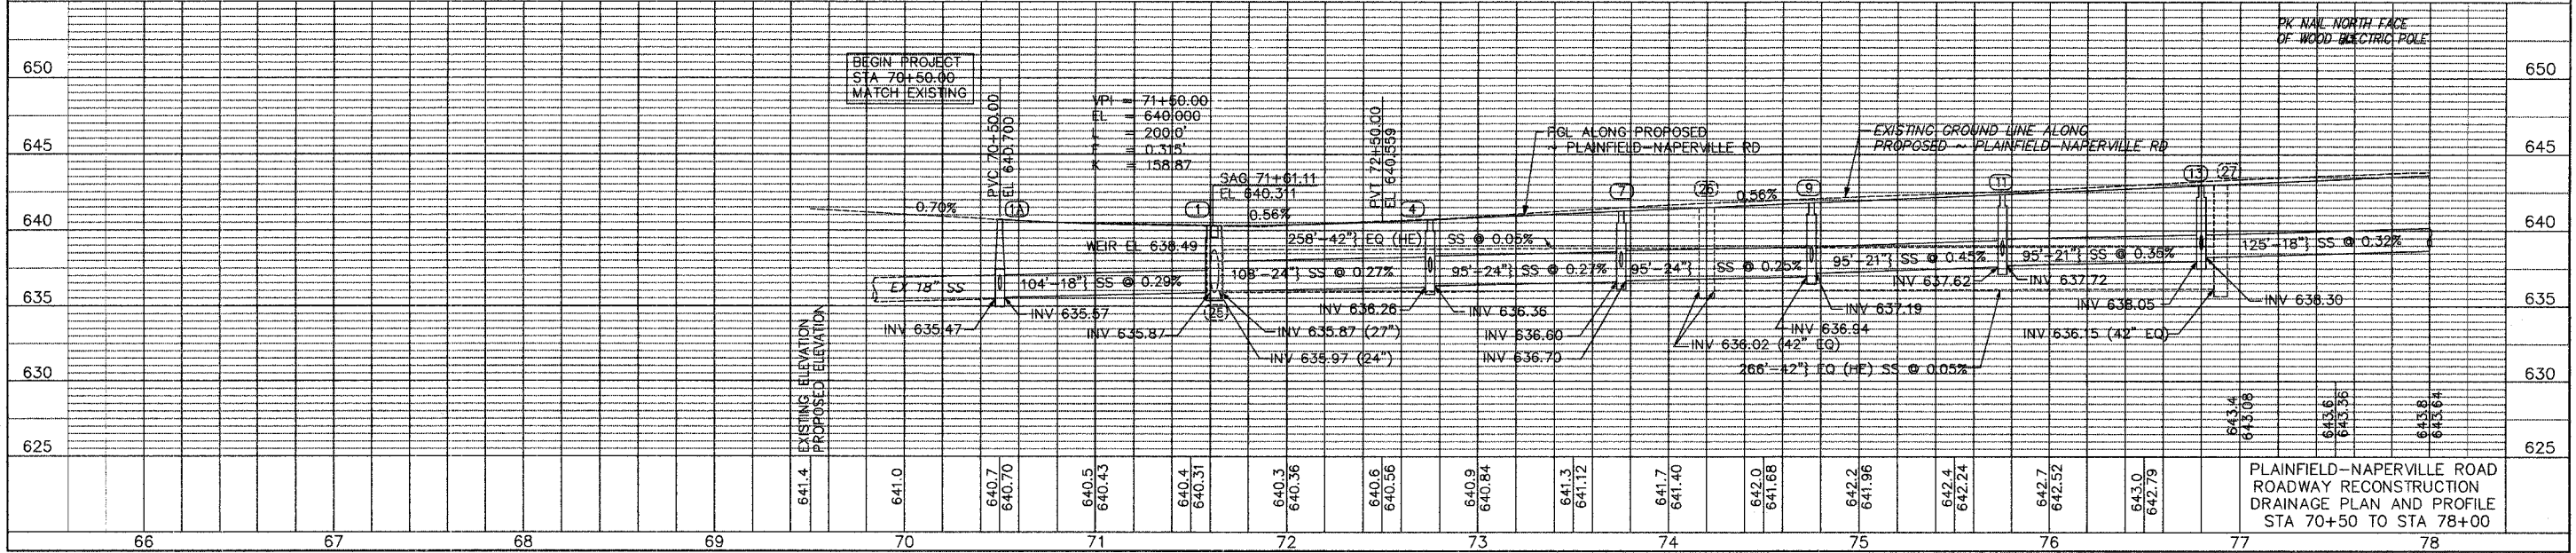 PK NAIL NORTH FACE
OF WOOD ELECTRIC POLE
650
650
645
645
640
640
635
635
630
630
625
625
BEGIN PROJECT
STA 70+50.00
MATCH EXISTING
PVC 70+50.00
EL 640.700
VPI = 71+50.00
EL = 640.000
L = 200.0'
E = 0.315'
K = 158.87
SAG 71+61.11
EL 640.311
PVT 72+50.00
EL 640.559
PGL ALONG PROPOSED
~ PLAINFIELD-NAPERVILLE RD
EXISTING GROUND LINE ALONG
PROPOSED ~ PLAINFIELD-NAPERVILLE RD
0.70%
0.56%
0.56%
1A
1
4
7
26
9
11
13
27
25
WEIR EL 638.49
258'-42"} EQ (HE) SS @ 0.05%
EX 18" SS
104'-18"} SS @ 0.29%
108'-24"} SS @ 0.27%
95'-24"} SS @ 0.27%
95'-24"} SS @ 0.25%
95'-21"} SS @ 0.45%
95'-21"} SS @ 0.35%
125'-18"} SS @ 0.32%
INV 635.47
INV 635.57
INV 635.87
INV 635.87 (27")
INV 635.97 (24")
INV 636.26
INV 636.36
INV 636.60
INV 636.70
INV 636.02 (42" EQ)
INV 636.94
INV 637.19
INV 637.62
INV 637.72
INV 638.05
INV 638.30
INV 636.15 (42" EQ)
266'-42"} EQ (HE) SS @ 0.05%
EXISTING ELEVATION
PROPOSED ELEVATION
641.4
641.0
640.7
640.70
640.5
640.43
640.4
640.31
640.3
640.36
640.6
640.56
640.9
640.84
641.3
641.12
641.7
641.40
642.0
641.68
642.2
641.96
642.4
642.24
642.7
642.52
643.0
642.79
643.4
643.08
643.6
643.36
643.8
643.64
PLAINFIELD-NAPERVILLE ROAD
ROADWAY RECONSTRUCTION
DRAINAGE PLAN AND PROFILE
STA 70+50 TO STA 78+00
66 67 68 69 70 71 72 73 74 75 76 77 78